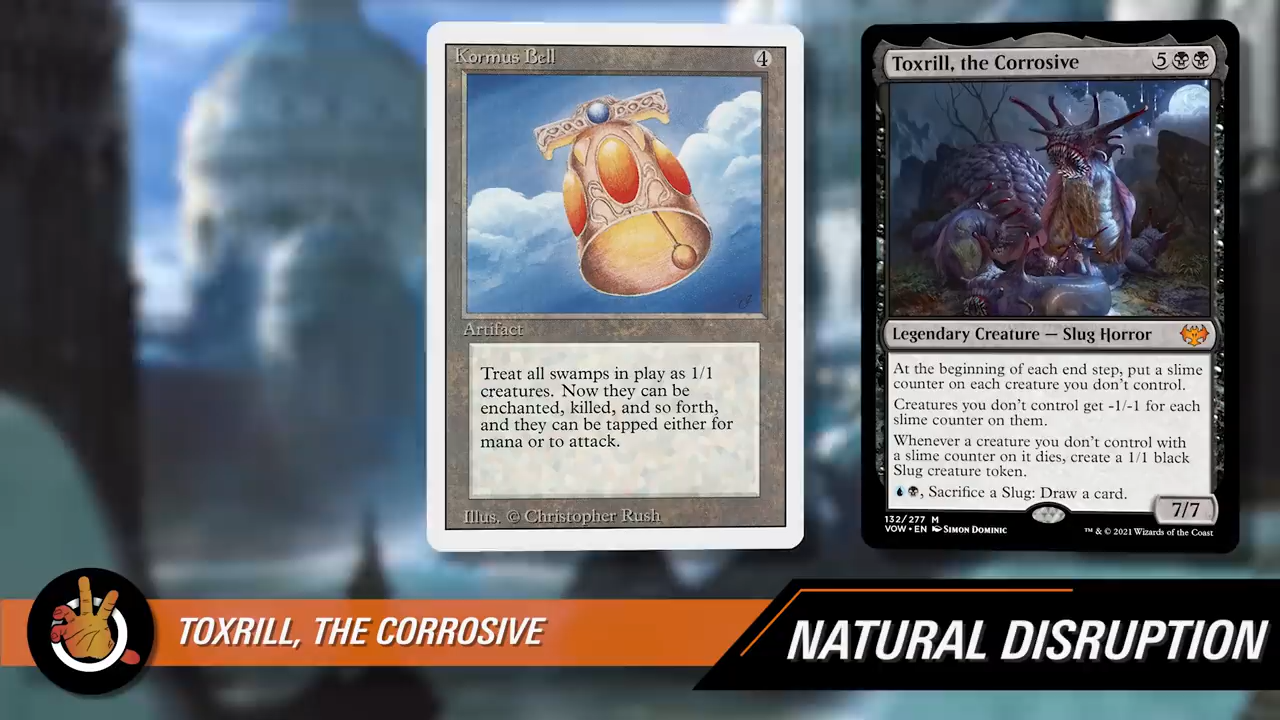 Kormus Bell 4
Artifact
Treat all swamps in play as 1/1
creatures. Now they can be
enchanted, killed, and so forth,
and they can be tapped either for
mana or to attack.
Illus. © Christopher Rush
Toxrill, the Corrosive 5
Legendary Creature — Slug Horror
At the beginning of each end step, put a slime
counter on each creature you don't control.
Creatures you don't control get -1/-1 for each
slime counter on them.
Whenever a creature you don't control with
a slime counter on it dies, create a 1/1 black
Slug creature token.
, Sacrifice a Slug: Draw a card.
7/7
132/277 M
VOW • EN Simon Dominic
™ & © 2021 Wizards of the Coast
TOXRILL, THE CORROSIVE
NATURAL DISRUPTION